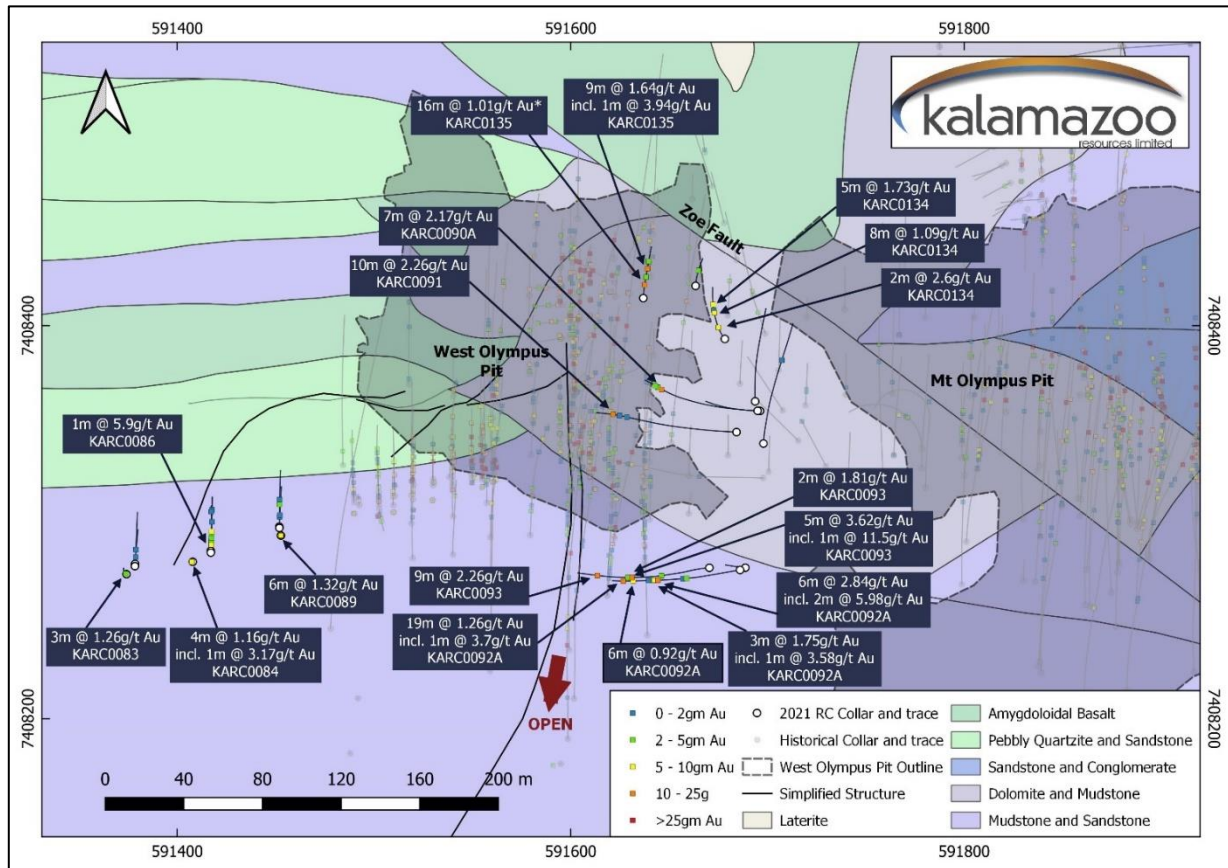 591400
591600
591800
kalamazoo
resources limited
9m @ 1.64g/t Au
incl. 1m @ 3.94g/t Au
KARC0135
16m @ 1.01g/t Au*
KARC0135
5m @ 1.73g/t Au
KARC0134
7m @ 2.17g/t Au
KARC0090A
Zoe Fault
8m @ 1.09g/t Au
KARC0134
10m @ 2.26g/t Au
KARC0091
2m @ 2.6g/t Au
KARC0134
7408400
7408400
West Olympus
Pit
Mt Olympus Pit
1m @ 5.9g/t Au
KARC0086
2m @ 1.81g/t Au
KARC0093
5m @ 3.62g/t Au
incl. 1m @ 11.5g/t Au
KARC0093
6m @ 1.32g/t Au
KARC0089
9m @ 2.26g/t Au
KARC0093
6m @ 2.84g/t Au
incl. 2m @ 5.98g/t Au
KARC0092A
3m @ 1.26g/t Au
KARC0083
4m @ 1.16g/t Au
incl. 1m @ 3.17g/t Au
KARC0084
19m @ 1.26g/t Au
incl. 1m @ 3.7g/t Au
KARC0092A
6m @ 0.92g/t Au
KARC0092A
3m @ 1.75g/t Au
incl. 1m @ 3.58g/t Au
KARC0092A
OPEN
7408200
7408200
0 - 2gm Au
2 - 5gm Au
5 - 10gm Au
10 - 25g
>25gm Au
2021 RC Collar and trace
Historical Collar and trace
West Olympus Pit Outline
Simplified Structure
Laterite
Amygdoloidal Basalt
Pebbly Quartzite and Sandstone
Sandstone and Conglomerate
Dolomite and Mudstone
Mudstone and Sandstone
0 40 80 120 160 200 m
591400
591600
591800